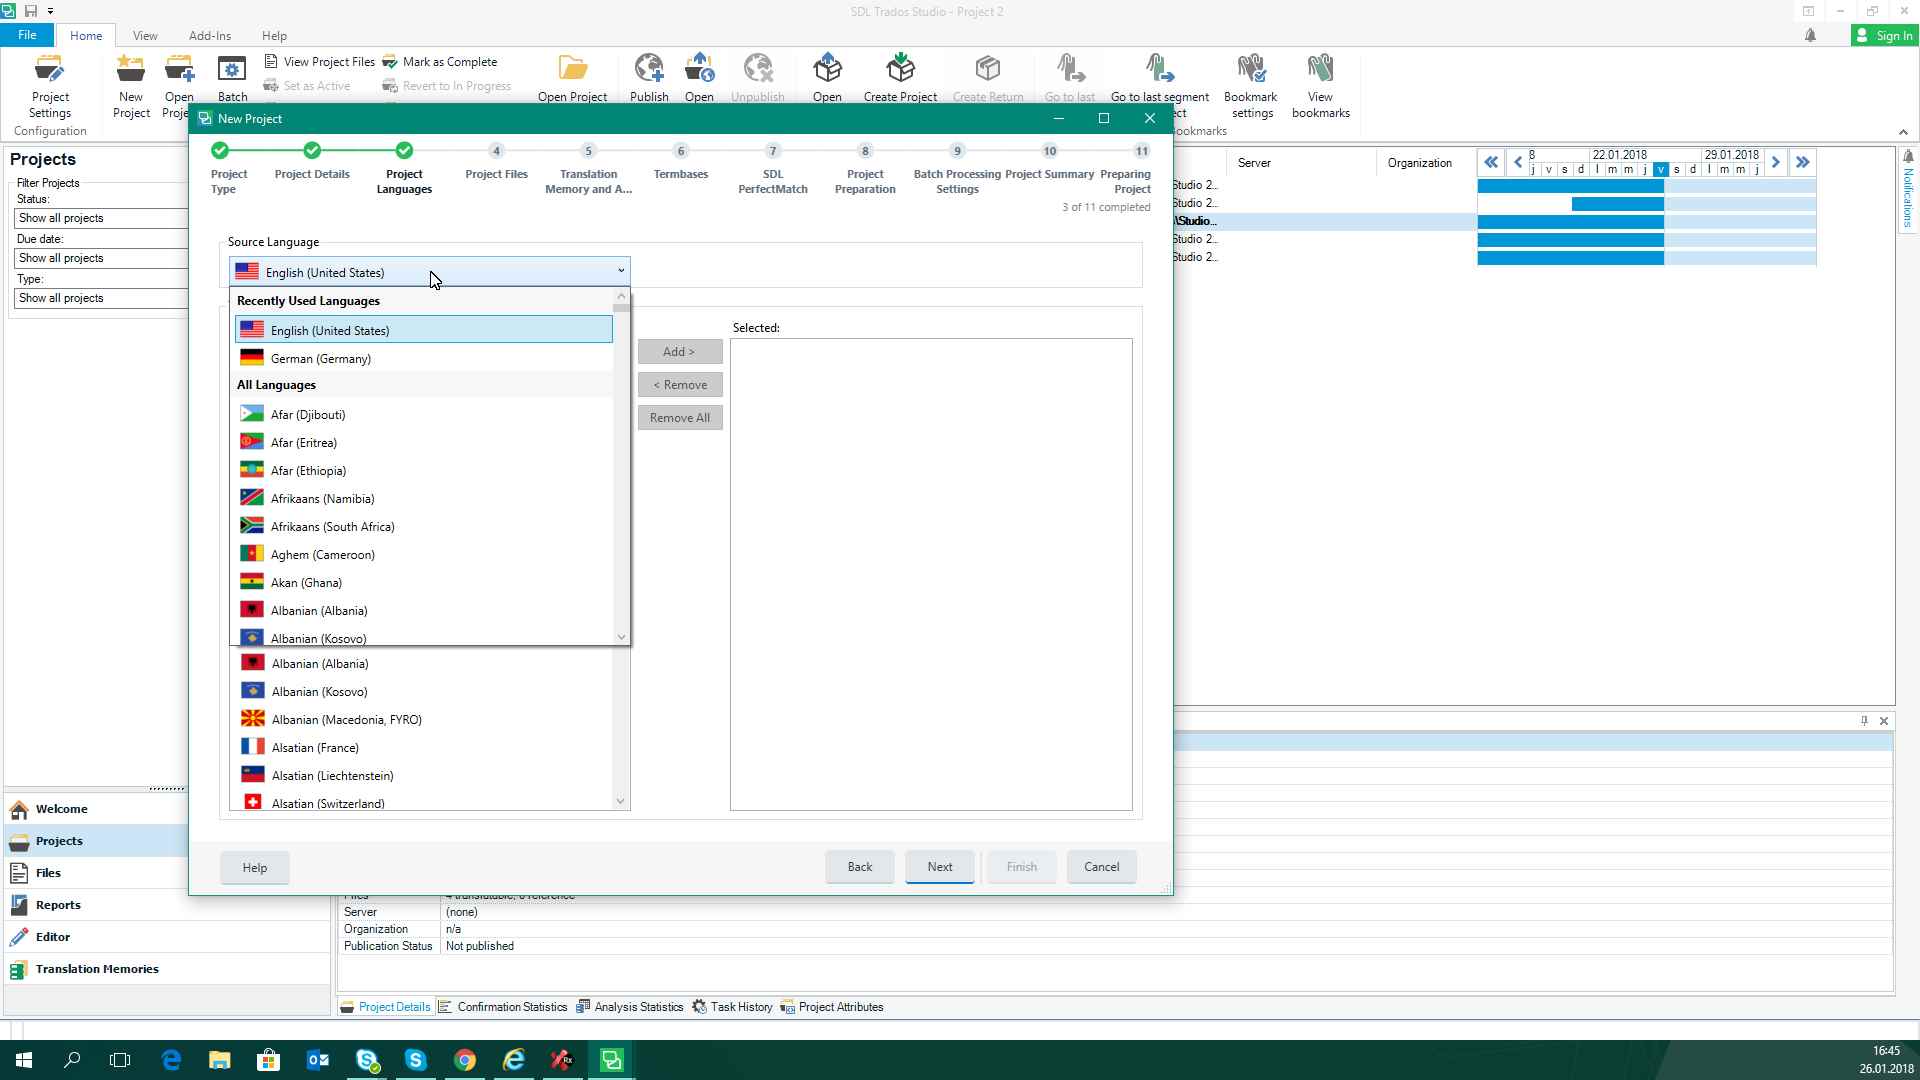 SDL Trados Studio - Project 2
File
Home
View
Add-Ins
Help
Sign In
Project Settings
Configuration
New Project
Open
Batch
View Project Files
Set as Active
Mark as Complete
Revert to In Progress
Open Project
Publish
Open
Unpublish
Open
Create Project
Create Return
Go to last
Go to last segment
Bookmark settings
View bookmarks
Projects
Filter Projects
Status:
Show all projects
Due date:
Show all projects
Type:
Show all projects
New Project
4
5
6
7
8
9
10
11
Project Type
Project Details
Project Languages
Project Files
Translation Memory and A...
Termbases
SDL PerfectMatch
Project Preparation
Batch Processing Settings
Project Summary
Preparing Project
3 of 11 completed
Source Language
English (United States)
Recently Used Languages
English (United States)
German (Germany)
All Languages
Afar (Djibouti)
Afar (Eritrea)
Afar (Ethiopia)
Afrikaans (Namibia)
Afrikaans (South Africa)
Aghem (Cameroon)
Akan (Ghana)
Albanian (Albania)
Albanian (Kosovo)
Albanian (Albania)
Albanian (Kosovo)
Albanian (Macedonia, FYRO)
Alsatian (France)
Alsatian (Liechtenstein)
Alsatian (Switzerland)
Add >
< Remove
Remove All
Selected:
Help
Back
Next
Finish
Cancel
Server
Organization
8
22.01.2018
29.01.2018
j v s d l m m j v s d l m m j
Studio 2...
Studio 2...
\Studio...
Studio 2...
Studio 2...
Notifications
Welcome
Projects
Files
Reports
Editor
Translation Memories
Server (none)
Organization n/a
Publication Status Not published
Project Details
Confirmation Statistics
Analysis Statistics
Task History
Project Attributes
16:45
26.01.2018